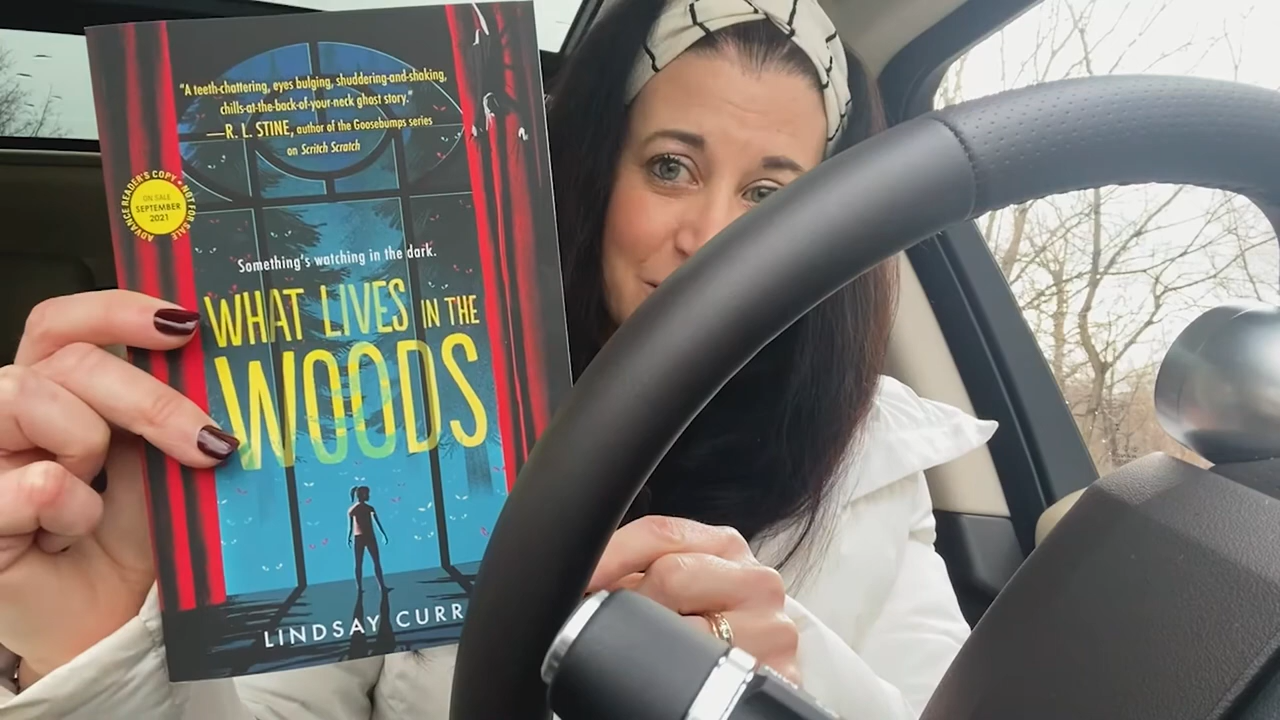 "A teeth-chattering, eyes bulging, shuddering-and-shaking,
chills-at-the-back-of-your-neck ghost story."
—R. L. STINE, author of the Goosebumps series
on Scritch Scratch
ADVANCE READER'S COPY • NOT FOR SALE
ON SALE
SEPTEMBER
2021
Something's watching in the dark.
WHAT LIVES IN THE
WOODS
LINDSAY CURR